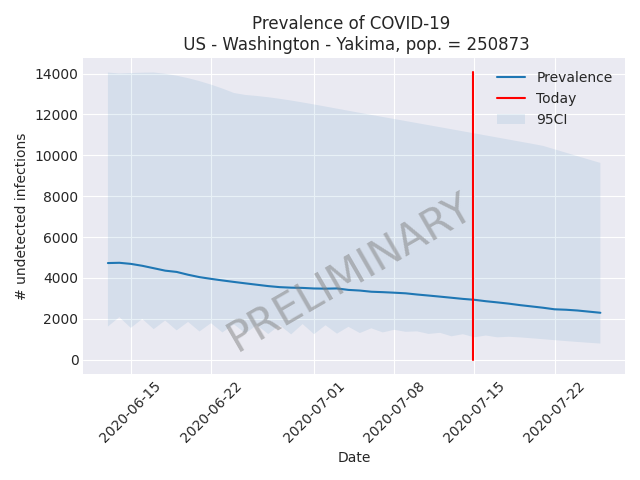 Prevalence of COVID-19
US - Washington - Yakima, pop. = 250873
Prevalence
Today
95CI
PRELIMINARY
# undetected infections
14000
12000
10000
8000
6000
4000
2000
0
2020-06-15
2020-06-22
2020-07-01
2020-07-08
2020-07-15
2020-07-22
Date